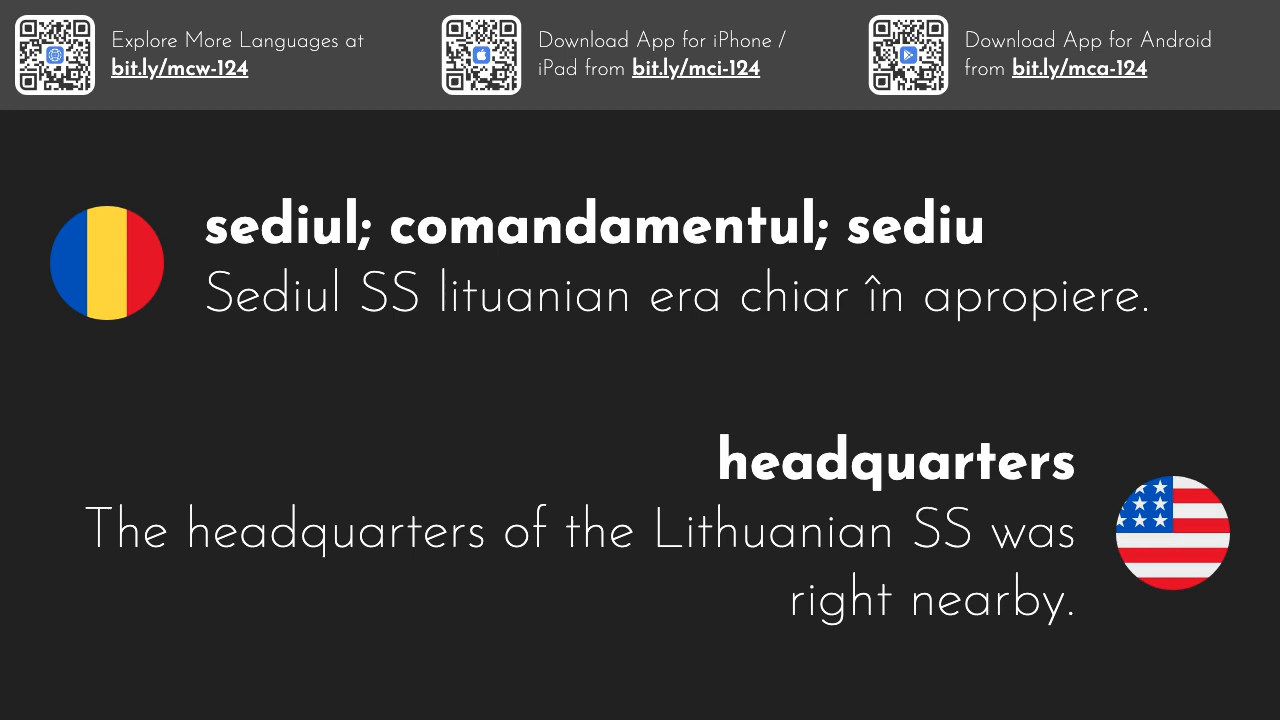 Explore More Languages at
bit.ly/mcw-124
Download App for iPhone /
iPad from bit.ly/mci-124
Download App for Android
from bit.ly/mca-124
sediul; comandamentul; sediu
Sediul SS lituanian era chiar în apropiere.
headquarters
The headquarters of the Lithuanian SS was
right nearby.